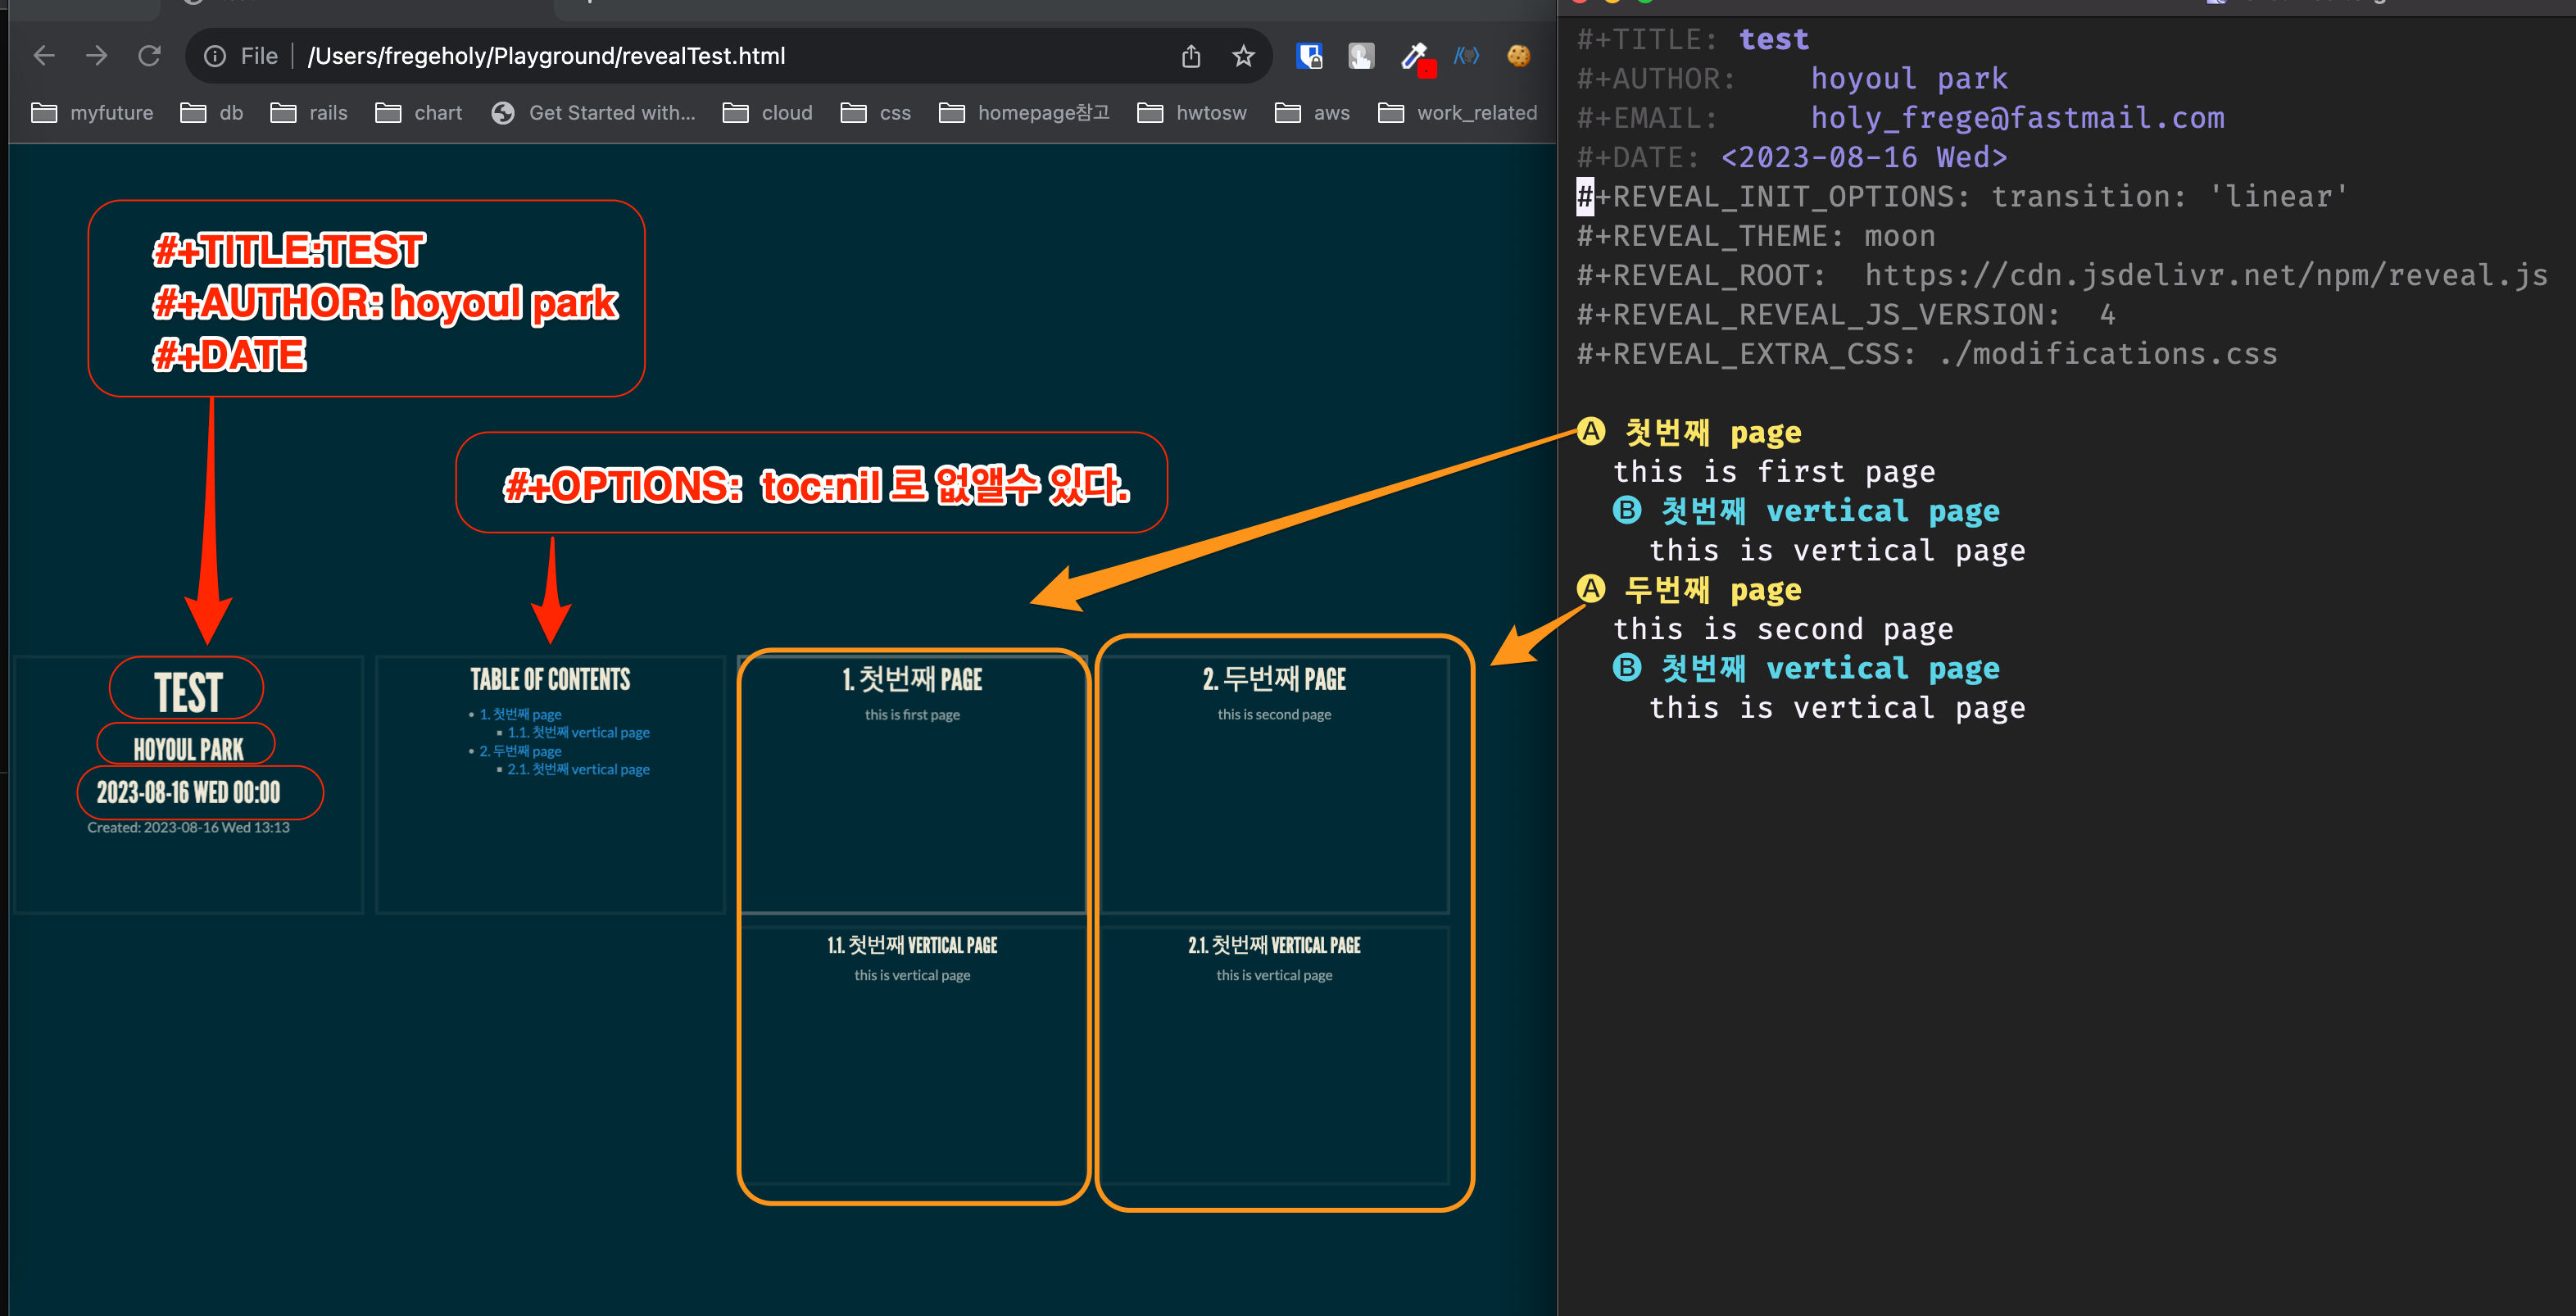 File /Users/fregeholy/Playground/revealTest.html
myfuture db rails chart Get Started with... cloud css homepage참고 hwtosw aws work_related
#+TITLE:TEST
#+AUTHOR: hoyoul park
#+DATE
#+OPTIONS: toc:nil 로 없앨수 있다.
TEST
HOYOUL PARK
2023-08-16 WED 00:00
Created: 2023-08-16 Wed 13:13
TABLE OF CONTENTS
1. 첫번째 page
1.1. 첫번째 vertical page
2. 두번째 page
2.1. 첫번째 vertical page
1. 첫번째 PAGE
this is first page
2. 두번째 PAGE
this is second page
1.1. 첫번째 VERTICAL PAGE
this is vertical page
2.1. 첫번째 VERTICAL PAGE
this is vertical page
#+TITLE: test
#+AUTHOR: hoyoul park
#+EMAIL: holy_frege@fastmail.com
#+DATE: <2023-08-16 Wed>
#+REVEAL_INIT_OPTIONS: transition: 'linear'
#+REVEAL_THEME: moon
#+REVEAL_ROOT: https://cdn.jsdelivr.net/npm/reveal.js
#+REVEAL_REVEAL_JS_VERSION: 4
#+REVEAL_EXTRA_CSS: ./modifications.css
A 첫번째 page
this is first page
B 첫번째 vertical page
this is vertical page
A 두번째 page
this is second page
B 첫번째 vertical page
this is vertical page